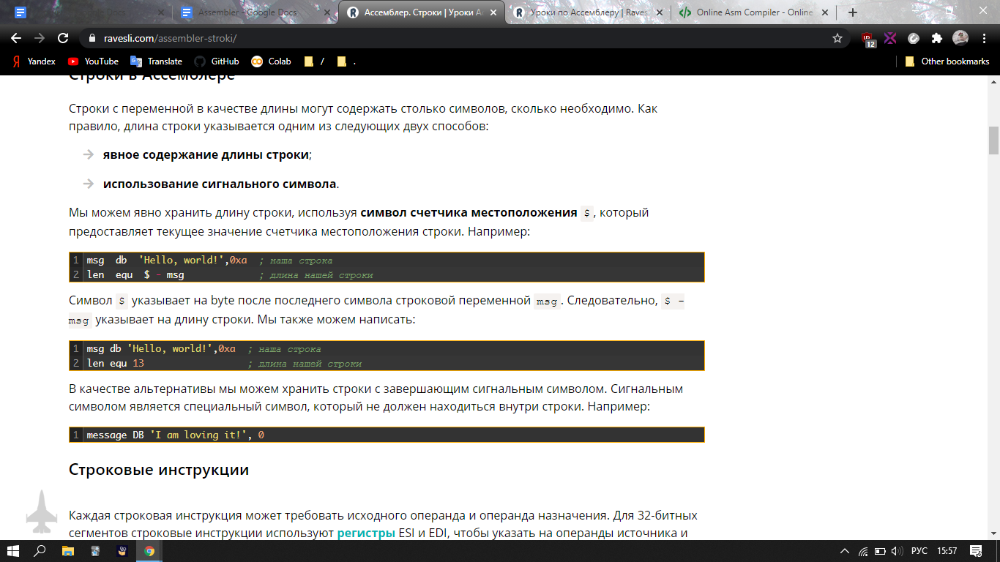 Docs
Assembler - Google Docs
Ассемблер. Строки | Уроки Ас
Уроки по Ассемблеру | Raves
Online Asm Compiler - Online
ravesli.com/assembler-stroki/
12
Yandex
YouTube
Translate
GitHub
Colab
/
.
Other bookmarks
Строки в Ассемблере
Строки с переменной в качестве длины могут содержать столько символов, сколько необходимо. Как
правило, длина строки указывается одним из следующих двух способов:
явное содержание длины строки;
использование сигнального символа.
Мы можем явно хранить длину строки, используя символ счетчика местоположения $, который
предоставляет текущее значение счетчика местоположения строки. Например:
1 msg  db  'Hello, world!',0xa  ; наша строка
2 len  equ  $ - msg             ; длина нашей строки
Символ $ указывает на byte после последнего символа строковой переменной msg. Следовательно, $ -
msg указывает на длину строки. Мы также можем написать:
1 msg db 'Hello, world!',0xa  ; наша строка
2 len equ 13                  ; длина нашей строки
В качестве альтернативы мы можем хранить строки с завершающим сигнальным символом. Сигнальным
символом является специальный символ, который не должен находиться внутри строки. Например:
1 message DB 'I am loving it!', 0
Строковые инструкции
Каждая строковая инструкция может требовать исходного операнда и операнда назначения. Для 32-битных
сегментов строковые инструкции используют регистры ESI и EDI, чтобы указать на операнды источника и
РУС
15:57